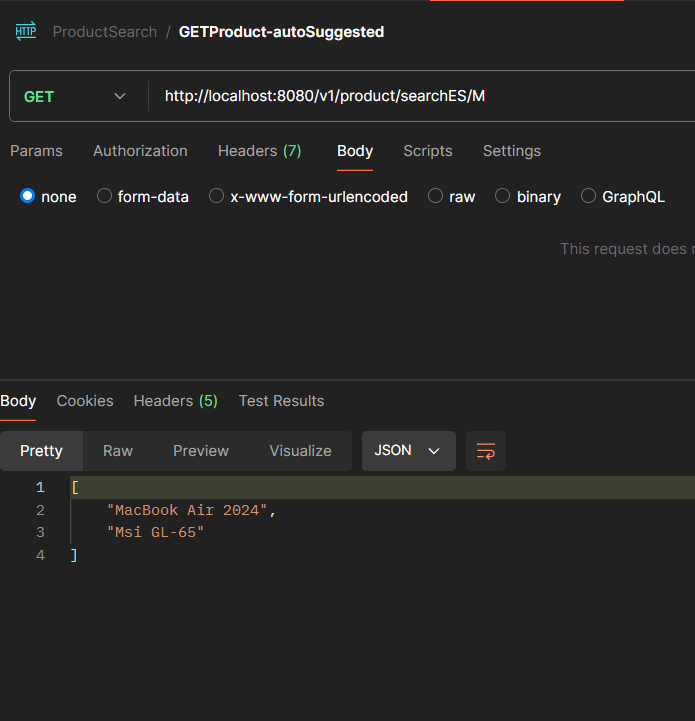 HTTP ProductSearch / GETProduct-autoSuggested
GET http://localhost:8080/v1/product/searchES/M
Params Authorization Headers (7) Body Scripts Settings
none form-data x-www-form-urlencoded raw binary GraphQL
This request does
Body Cookies Headers (5) Test Results
Pretty Raw Preview Visualize JSON
1 [
2 "MacBook Air 2024",
3 "Msi GL-65"
4 ]